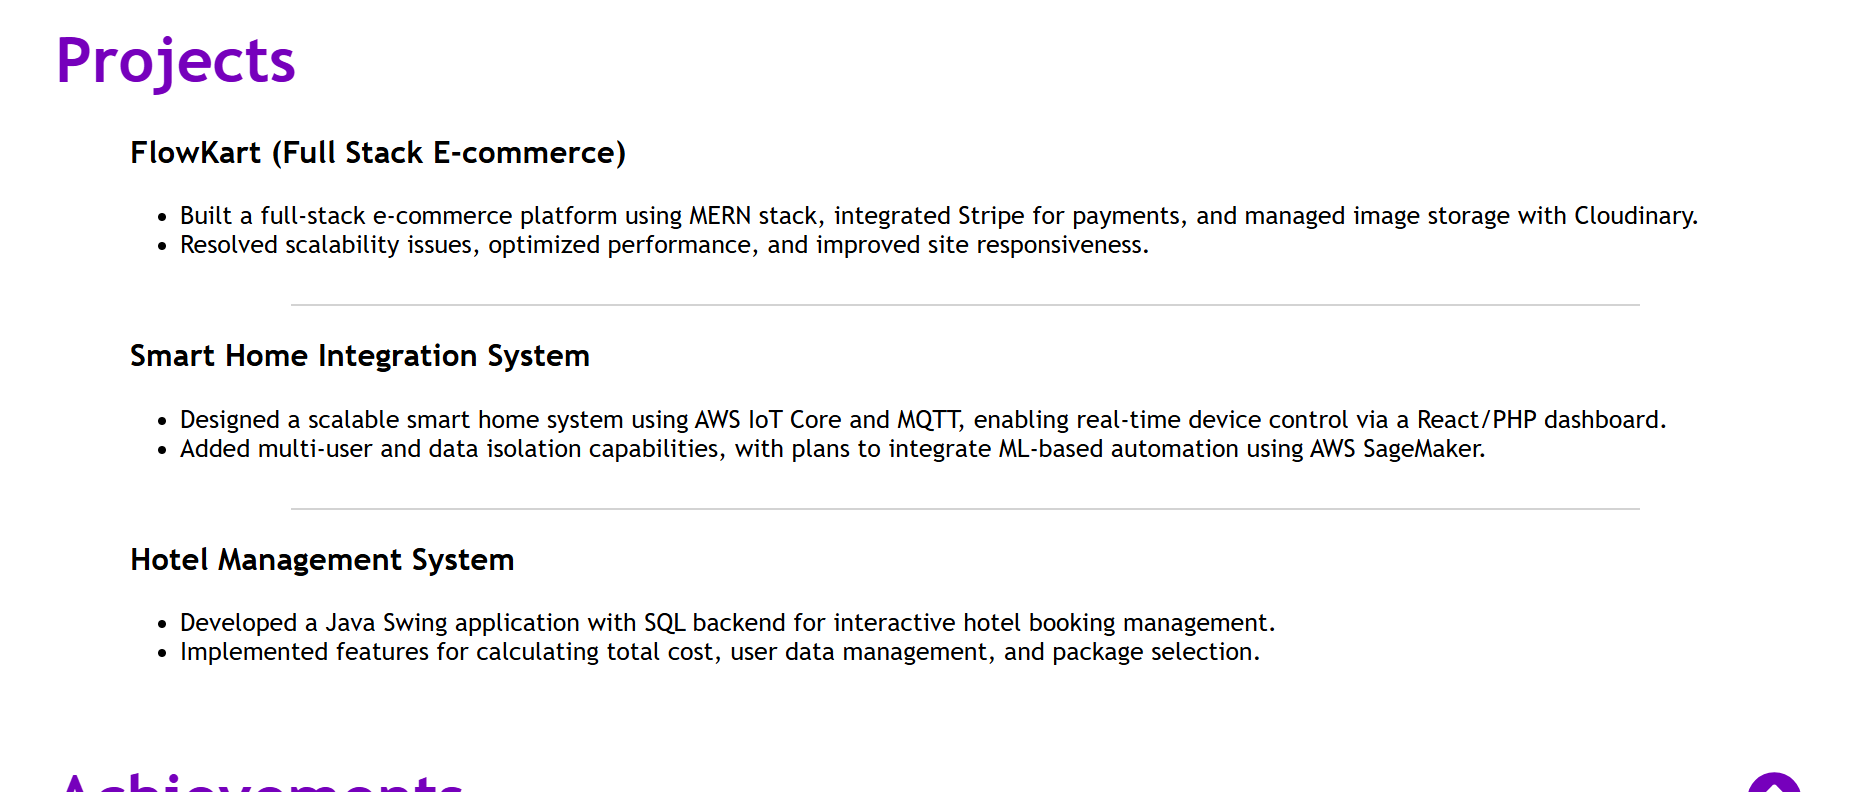 Projects
FlowKart (Full Stack E-commerce)
• Built a full-stack e-commerce platform using MERN stack, integrated Stripe for payments, and managed image storage with Cloudinary.
• Resolved scalability issues, optimized performance, and improved site responsiveness.
Smart Home Integration System
• Designed a scalable smart home system using AWS IoT Core and MQTT, enabling real-time device control via a React/PHP dashboard.
• Added multi-user and data isolation capabilities, with plans to integrate ML-based automation using AWS SageMaker.
Hotel Management System
• Developed a Java Swing application with SQL backend for interactive hotel booking management.
• Implemented features for calculating total cost, user data management, and package selection.
Achievements